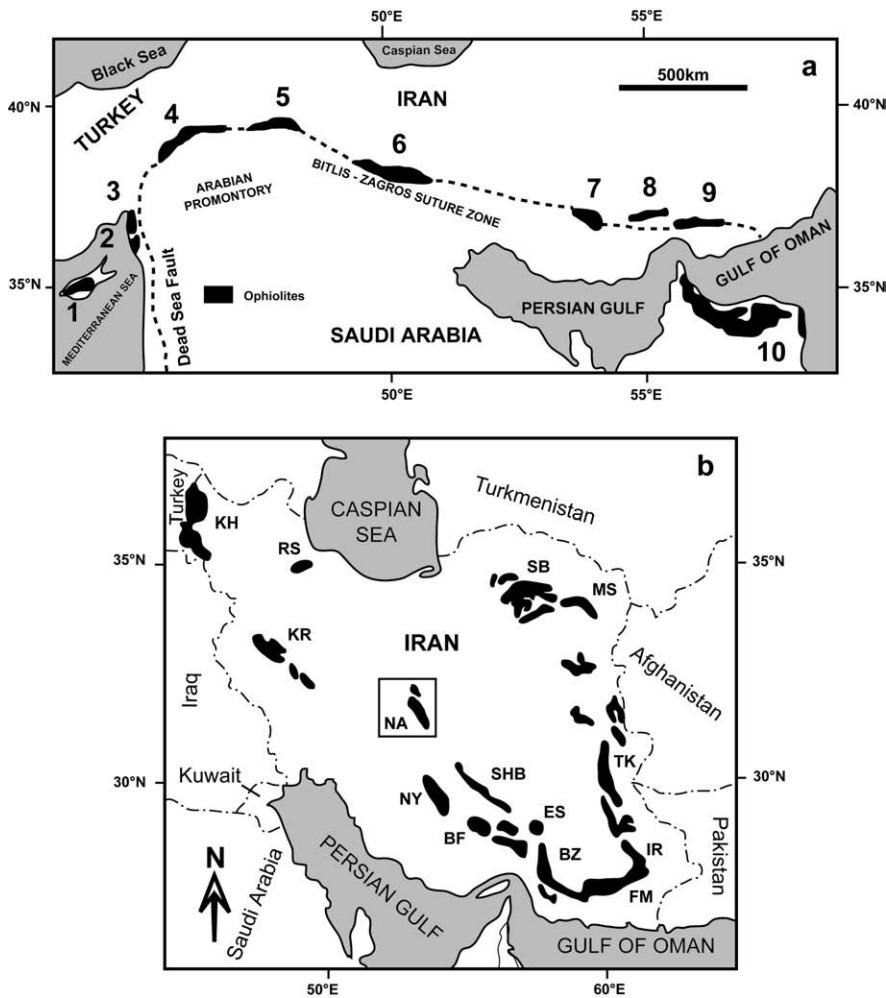 50°E
55°E
Black Sea
Caspian Sea
a
500km
40°N
40°N
TURKEY
IRAN
4
5
6
ARABIAN
PROMONTORY
BITLIS - ZAGROS SUTURE ZONE
3
7
8
9
2
1
MEDITERRANEAN SEA
Dead Sea Fault
GULF OF OMAN
35°N
35°N
Ophiolites
PERSIAN GULF
SAUDI ARABIA
10
50°E
55°E
b
Turkey
KH
CASPIAN
SEA
Turkmenistan
RS
35°N
35°N
SB
MS
KR
IRAN
Iraq
Afghanistan
NA
TK
Kuwait
30°N
30°N
SHB
NY
ES
BF
BZ
IR
FM
Pakistan
N
Saudi Arabia
PERSIAN GULF
GULF OF OMAN
50°E
60°E